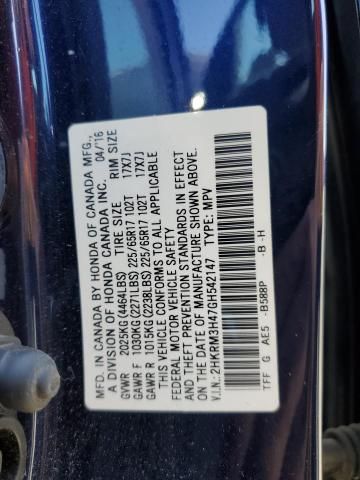 MFD. IN CANADA BY HONDA OF CANADA MFG.,
A DIVISION OF HONDA CANADA INC. 04/16
GVWR 2025KG (4464LBS) TIRE SIZE RIM SIZE
GAWR F 1030KG (2271LBS) 225/65R17 102T 17X7J
GAWR R 1015KG (2238LBS) 225/65R17 102T 17X7J
THIS VEHICLE CONFORMS TO ALL APPLICABLE
FEDERAL MOTOR VEHICLE SAFETY
AND THEFT PREVENTION STANDARDS IN EFFECT
ON THE DATE OF MANUFACTURE SHOWN ABOVE.
V.I.N.: 2HKRM3H47GH542147 TYPE: MPV
TFF G AE5 -B588P -B-H